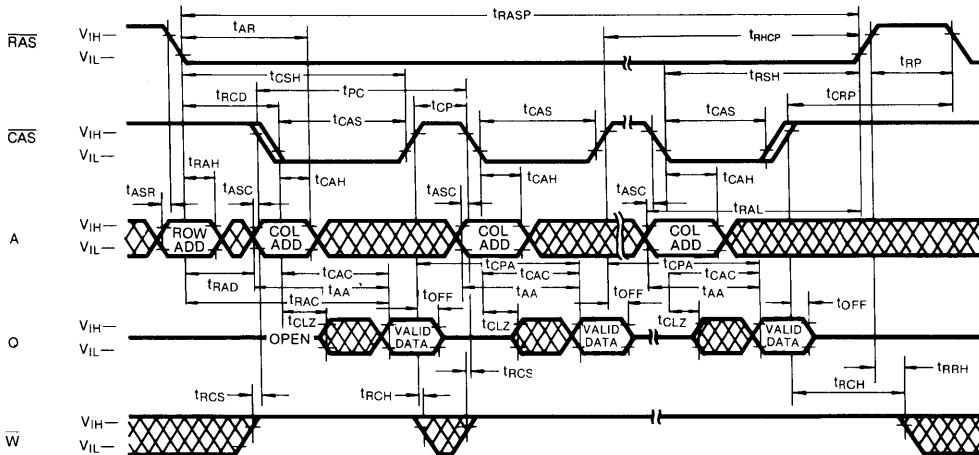 tRASP
tAR
RAS
VIH
VIL
tRHCP
tRP
tCSH
tRSH
tPC
tRCD
tCP
tCRP
CAS
VIH
VIL
tCAS
tCAS
tCAS
tRAH
tCAH
tCAH
tCAH
tASR
tASC
tASC
tASC
tRAL
A
VIH
VIL
ROW ADD
COL ADD
COL ADD
COL ADD
tCAC
tCPA
tCAC
tCPA
tCAC
tRAD
tAA
tAA
tAA
tRAC
tOFF
tOFF
tOFF
tCLZ
tCLZ
tCLZ
Q
VIH
VIL
OPEN
VALID DATA
VALID DATA
VALID DATA
tRCS
tRCH
tRCS
tRCH
tRRH
W
VIH
VIL